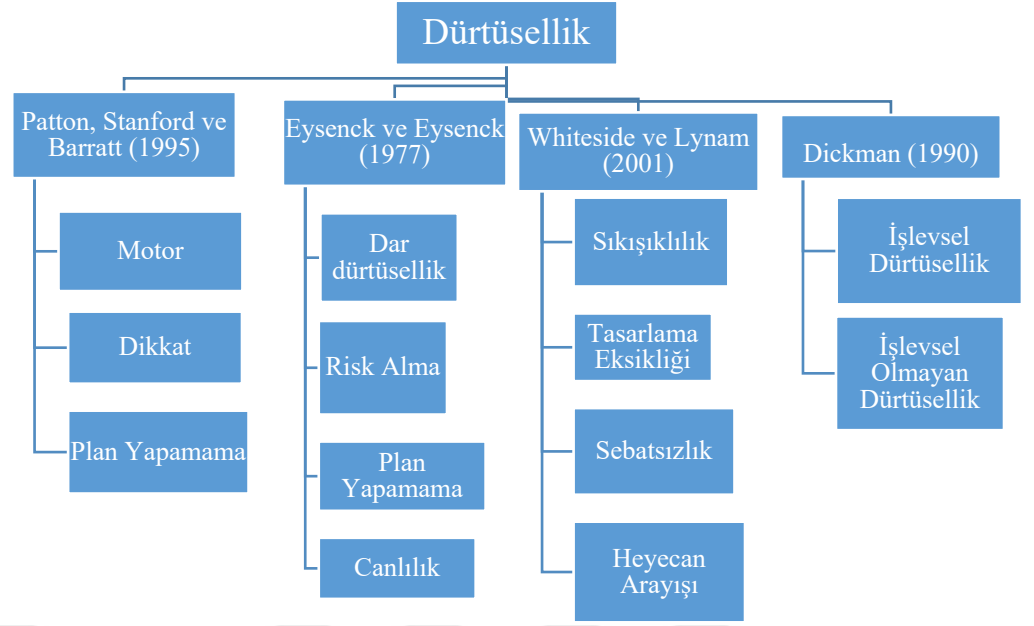 Dürtüsellik
Patton, Stanford ve
Barratt (1995)
Motor
Dikkat
Plan Yapamama
Eysenck ve Eysenck
(1977)
Dar
dürtüsellik
Risk Alma
Plan
Yapamama
Canlılık
Whiteside ve Lynam
(2001)
Sıkışıklılık
Tasarlama
Eksikliği
Sebatsızlık
Heyecan
Arayışı
Dickman (1990)
İşlevsel
Dürtüsellik
İşlevsel
Olmayan
Dürtüsellik